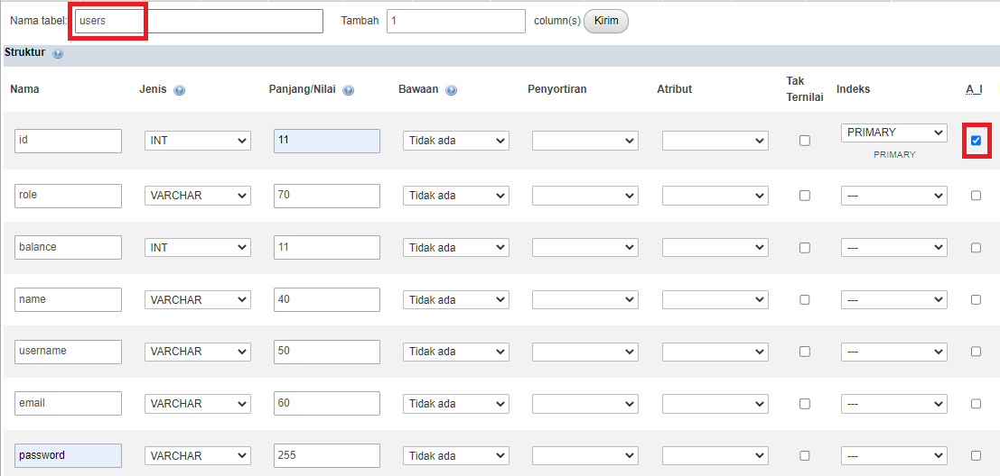 Nama tabel: users Tambah 1 column(s) Kirim
Struktur
Nama Jenis Panjang/Nilai Bawaan Penyortiran Atribut Tak Ternilai Indeks A_I
id INT 11 Tidak ada PRIMARY
PRIMARY
role VARCHAR 70 Tidak ada ---
balance INT 11 Tidak ada ---
name VARCHAR 40 Tidak ada ---
username VARCHAR 50 Tidak ada ---
email VARCHAR 60 Tidak ada ---
password VARCHAR 255 Tidak ada ---